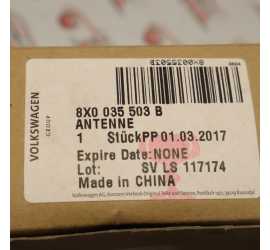 8X0035503B
VOLKSWAGEN
GROUP
8X0 035 503 B
ANTENNE
1 StückPP 01.03.2017
Expire Date:NONE
Lot: SV LS 117174
Made in CHINA